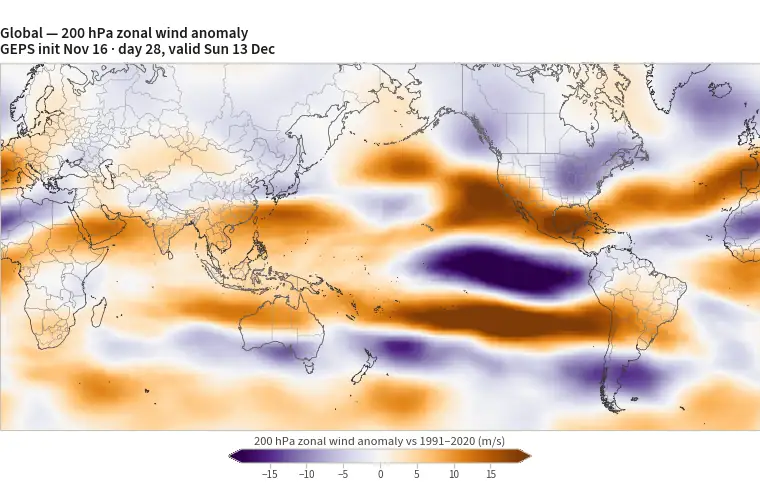 Global — 200 hPa zonal wind anomaly
GEPS init Nov 16 · day 28, valid Sun 13 Dec
200 hPa zonal wind anomaly vs 1991–2020 (m/s)
−15 −10 −5 0 5 10 15